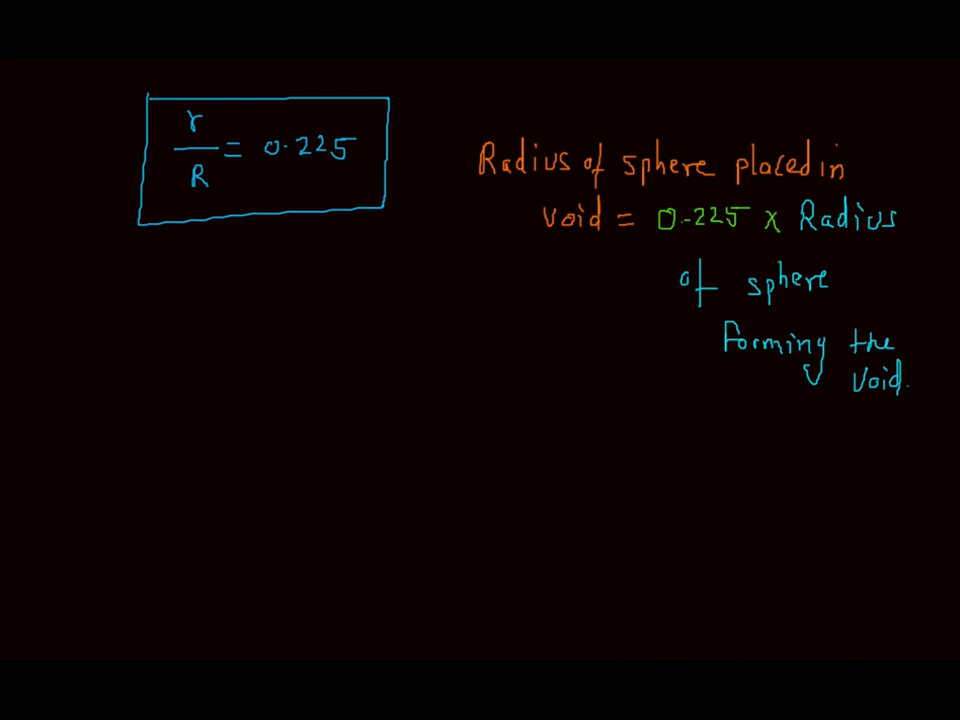 r
— = 0.225
R
Radius of sphere placed in
void = 0.225 x Radius
of sphere
Forming the
void.